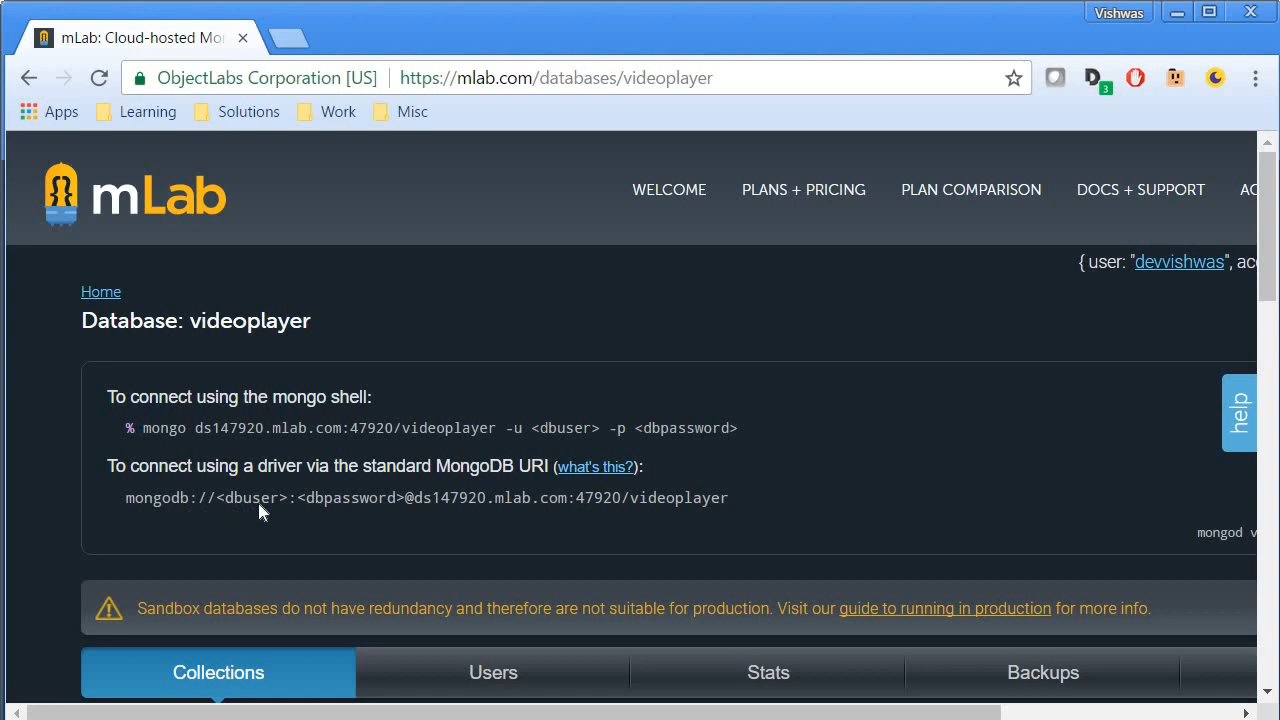 Vishwas
mLab: Cloud-hosted Mo
ObjectLabs Corporation [US] https://mlab.com/databases/videoplayer
D 3
Apps Learning Solutions Work Misc
mLab WELCOME PLANS + PRICING PLAN COMPARISON DOCS + SUPPORT AC
{ user: "devvishwas", acc
Home
Database: videoplayer
To connect using the mongo shell:
% mongo ds147920.mlab.com:47920/videoplayer -u <dbuser> -p <dbpassword>
help
To connect using a driver via the standard MongoDB URI (what's this?):
mongodb://<dbuser>:<dbpassword>@ds147920.mlab.com:47920/videoplayer
mongod v
Sandbox databases do not have redundancy and therefore are not suitable for production. Visit our guide to running in production for more info.
Collections Users Stats Backups